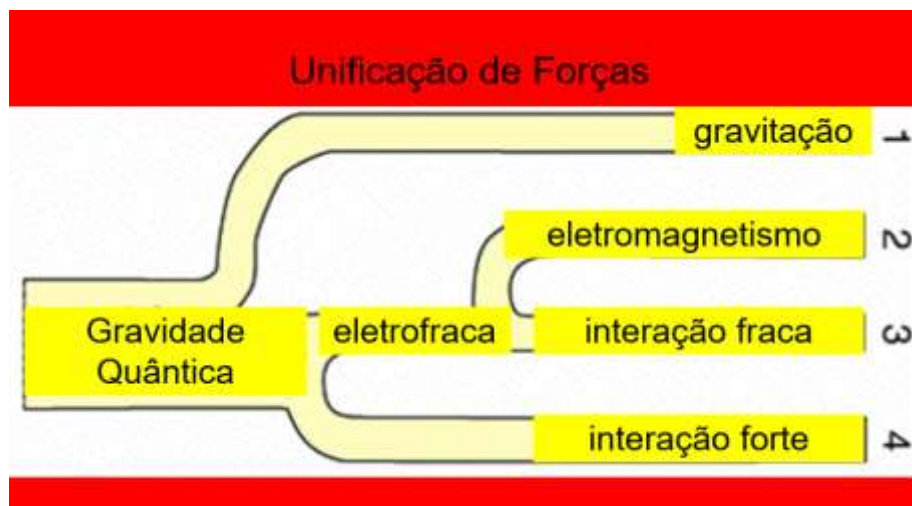 Unificação de Forças
gravitação 1
eletromagnetismo 2
Gravidade
Quântica
eletrofraca
interação fraca 3
interação forte 4